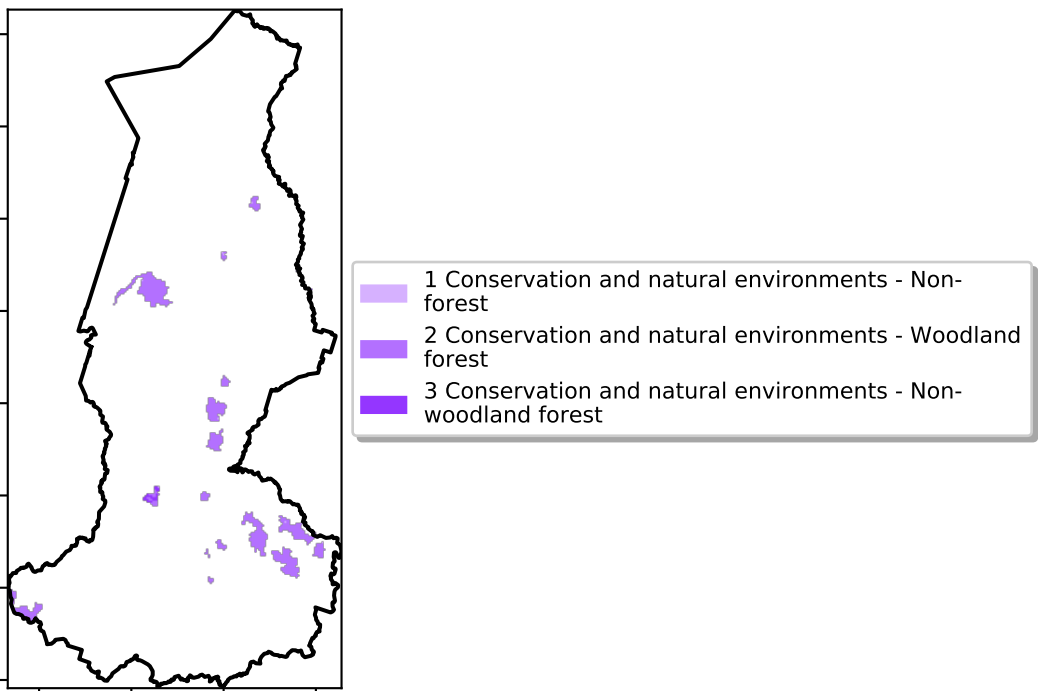 1 Conservation and natural environments - Non-
forest
2 Conservation and natural environments - Woodland
forest
3 Conservation and natural environments - Non-
woodland forest